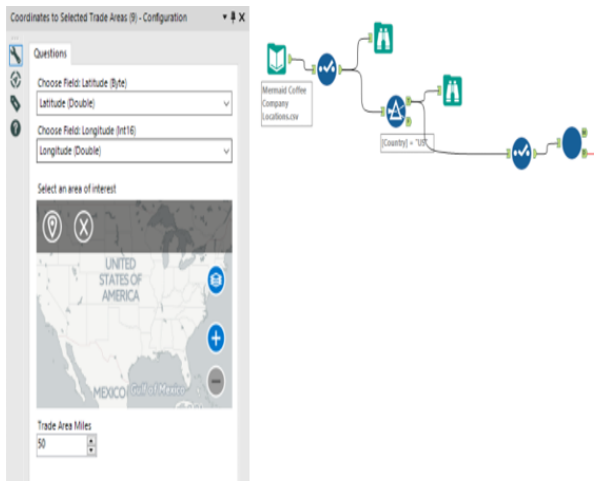 Coordinates to Selected Trade Areas (9) - Configuration
Questions
Choose Field: Latitude (Byte)
Latitude (Double)
Choose Field: Longitude (Int16)
Longitude (Double)
Select an area of interest
UNITED
STATES OF
AMERICA
MEXICO
Gulf of Mexico
Trade Area Miles
50
Mermaid Coffee
Company
Locations.csv
[Country] = "US"